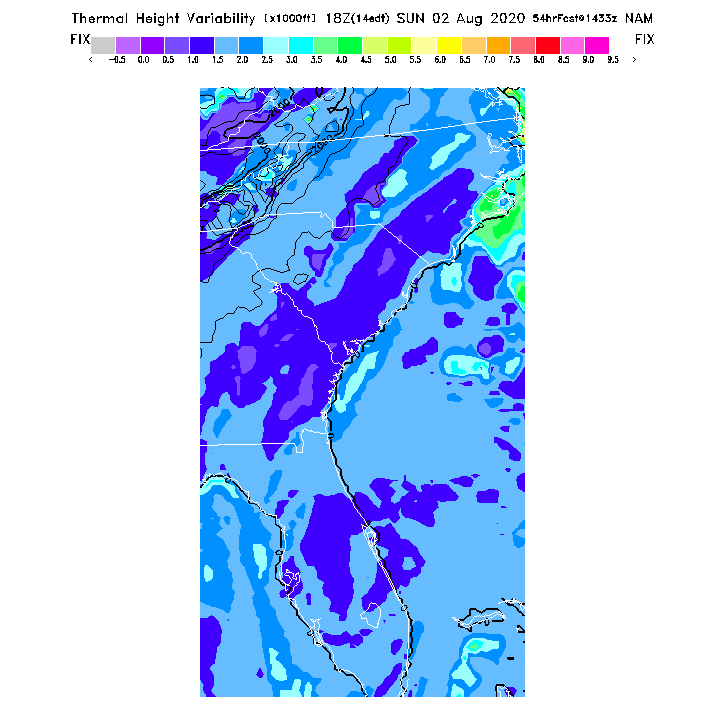 Thermal Height Variability [x1000ft] 18Z(14edt) SUN 02 Aug 2020 54hrFcst@1433z NAM
FIX FIX
< -0.5 0.0 0.5 1.0 1.5 2.0 2.5 3.0 3.5 4.0 4.5 5.0 5.5 6.0 6.5 7.0 7.5 8.0 8.5 9.0 9.5 >